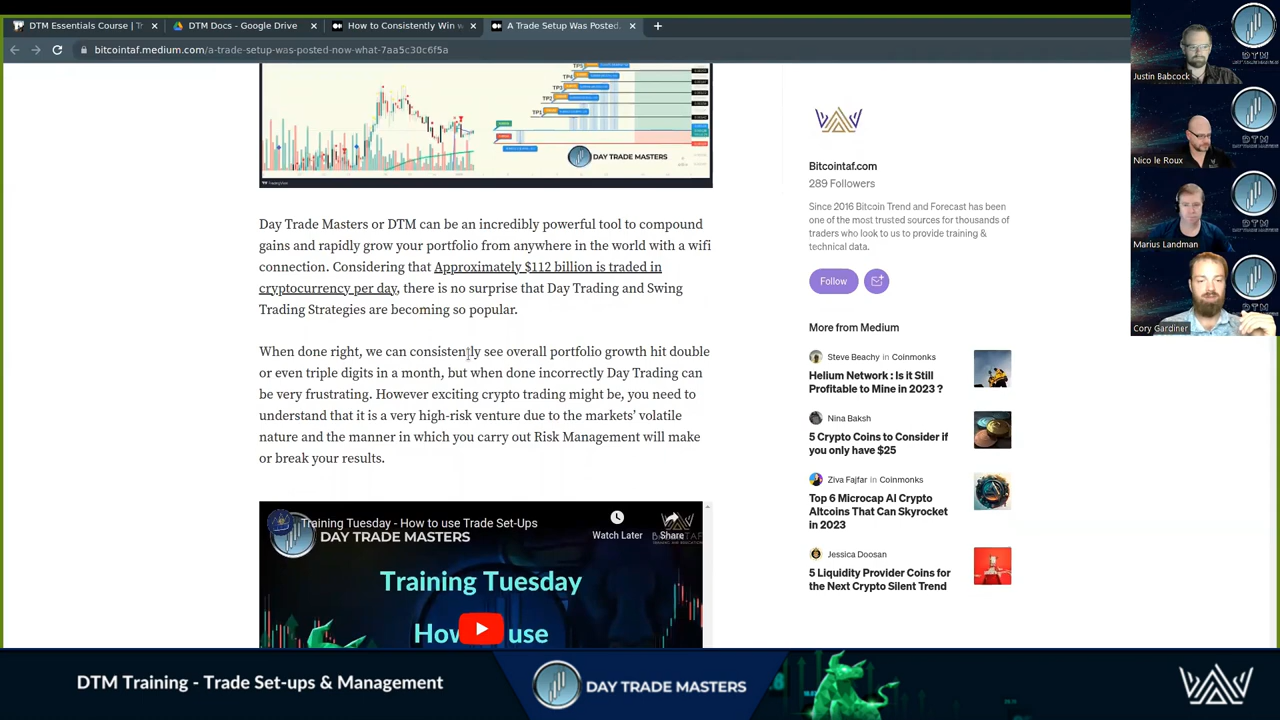 DTM Essentials Course | Tr
DTM Docs - Google Drive
How to Consistently Win w
A Trade Setup Was Posted.
bitcointaf.medium.com/a-trade-setup-was-posted-now-what-7aa5c30c6f5a
TP5
TP4
TP3
TP2
TP1
DAY TRADE MASTERS
Day Trade Masters or DTM can be an incredibly powerful tool to compound
gains and rapidly grow your portfolio from anywhere in the world with a wifi
connection. Considering that Approximately $112 billion is traded in
cryptocurrency per day, there is no surprise that Day Trading and Swing
Trading Strategies are becoming so popular.
When done right, we can consistently see overall portfolio growth hit double
or even triple digits in a month, but when done incorrectly Day Trading can
be very frustrating. However exciting crypto trading might be, you need to
understand that it is a very high-risk venture due to the markets’ volatile
nature and the manner in which you carry out Risk Management will make
or break your results.
Training Tuesday - How to use Trade Set-Ups
DAY TRADE MASTERS
Watch Later
Share
Training Tuesday
How use
Bitcointaf.com
289 Followers
Since 2016 Bitcoin Trend and Forecast has been
one of the most trusted sources for thousands of
traders who look to us to provide training &
technical data.
Follow
More from Medium
Steve Beachy in Coinmonks
Helium Network : Is it Still
Profitable to Mine in 2023 ?
Nina Baksh
5 Crypto Coins to Consider if
you only have $25
Ziva Fajfar in Coinmonks
Top 6 Microcap AI Crypto
Altcoins That Can Skyrocket
in 2023
Jessica Doosan
5 Liquidity Provider Coins for
the Next Crypto Silent Trend
DTM
Justin Babcock
DTM
Nico le Roux
DTM
Marius Landman
DTM
Cory Gardiner
DTM Training - Trade Set-ups & Management
DAY TRADE MASTERS